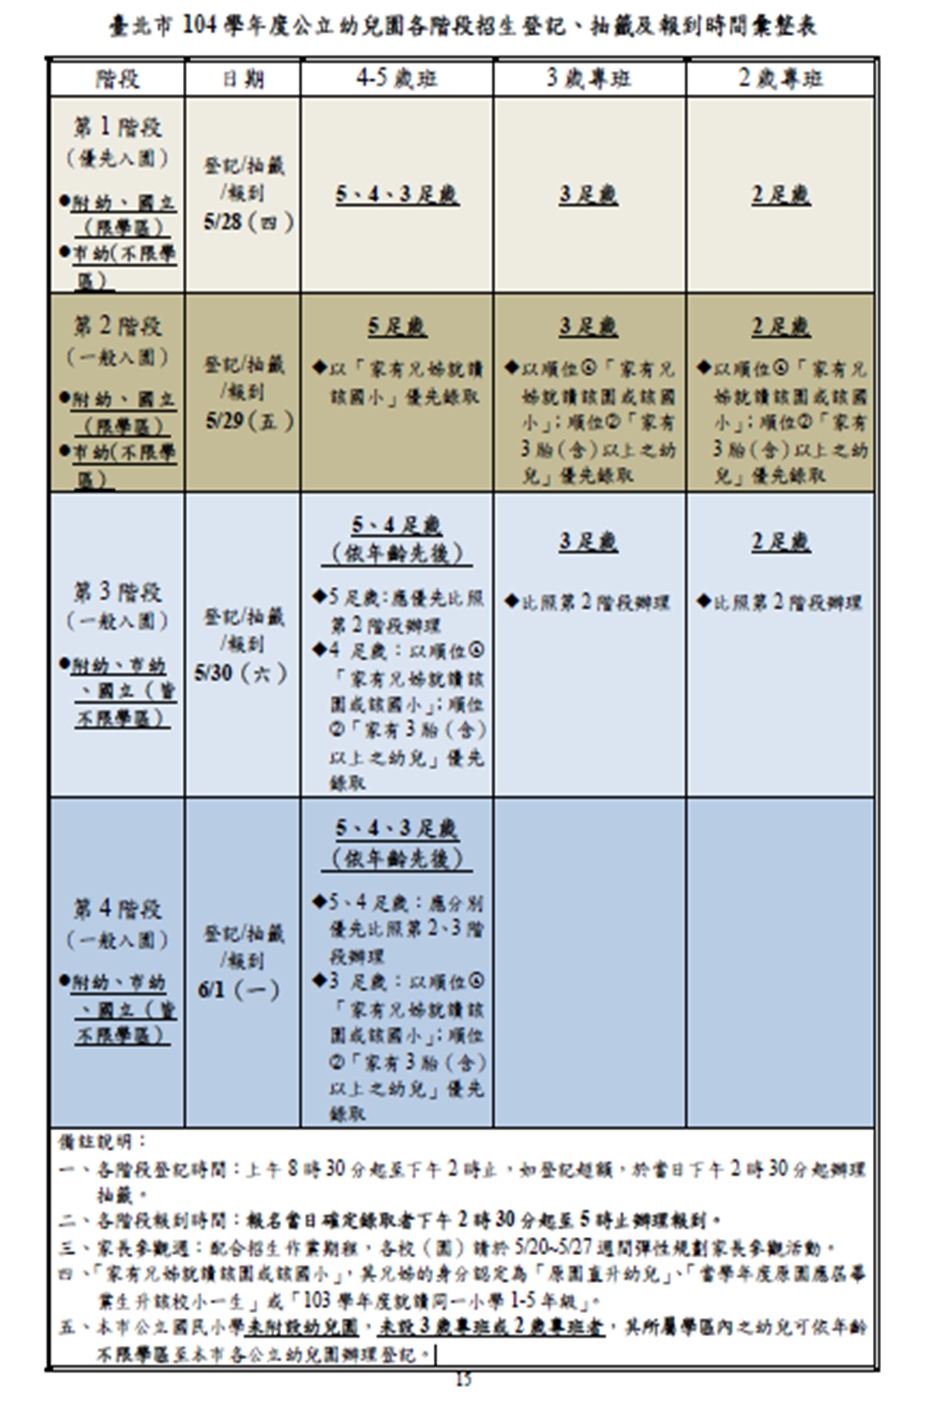 臺北市 104 學年度公立幼兒園各階段招生登記、抽籤及報到時間彙整表
階段 日期 4-5 歲班 3 歲專班 2 歲專班
第 1 階段
(優先入園)
●附幼、國立
(限學區)
●市幼(不限學
區)
登記/抽籤
/報到
5/28(四)
5、4、3 足歲
3 足歲
2 足歲
第 2 階段
(一般入園)
●附幼、國立
(限學區)
●市幼(不限學
區)
登記/抽籤
/報到
5/29(五)
5 足歲
◆以「家有兄姊就讀
該國小」優先錄取
3 足歲
◆以順位①「家有兄
姊就讀該園或該國
小」；順位②「家有
3 胎(含)以上之幼
兒」優先錄取
2 足歲
◆以順位①「家有兄
姊就讀該園或該國
小」；順位②「家有
3 胎(含)以上之幼
兒」優先錄取
第 3 階段
(一般入園)
●附幼、市幼
、國立(皆
不限學區)
登記/抽籤
/報到
5/30(六)
5、4 足歲
(依年齡先後)
◆5 足歲：應優先比照
第 2 階段辦理
◆4 足歲：以順位①
「家有兄姊就讀該
園或該國小」；順位
②「家有 3 胎(含)
以上之幼兒」優先
錄取
3 足歲
◆比照第 2 階段辦理
2 足歲
◆比照第 2 階段辦理
第 4 階段
(一般入園)
●附幼、市幼
、國立(皆
不限學區)
登記/抽籤
/報到
6/1(一)
5、4、3 足歲
(依年齡先後)
◆5、4 足歲：應分別
優先比照第 2、3 階
段辦理
◆3 足歲：以順位①
「家有兄姊就讀該
園或該國小」；順位
②「家有 3 胎(含)
以上之幼兒」優先
錄取
備註說明：
一、各階段登記時間：上午 8 時 30 分起至下午 2 時止，如登記超額，於當日下午 2 時 30 分起辦理
抽籤。
二、各階段報到時間：報名當日確定錄取者下午 2 時 30 分起至 5 時止辦理報到。
三、家長參觀週：配合招生作業期程，各校(園)請於 5/20~5/27 週間彈性規劃家長參觀活動。
四、「家有兄姊就讀該園或該國小」，其兄姊的身分認定為「原園直升幼兒」、「當學年度原園應屆畢
業生升該校小一生」或「103 學年度就讀同一小學 1-5 年級」。
五、本市公立國民小學未附設幼兒園，未設 3 歲專班或 2 歲專班者，其所屬學區內之幼兒可依年齡
不限學區至本市各公立幼兒園辦理登記。
15